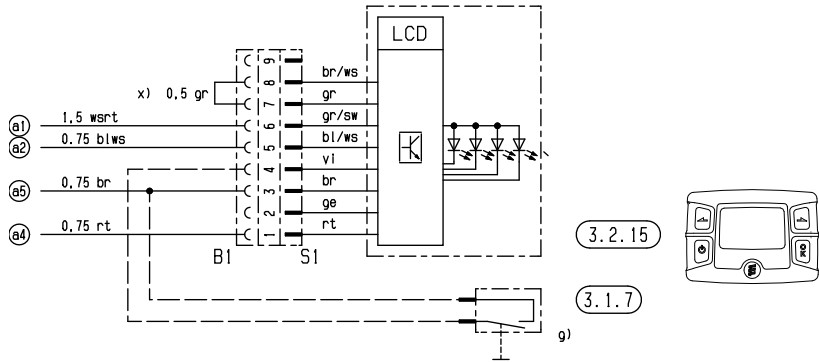 LCD
9
8
7
6
5
4
3
2
1
br/ws
gr
gr/sw
bl/ws
vi
br
ge
rt
x) 0,5 gr
a1 1,5 wsrt
a2 0.75 blws
a5 0,75 br
a4 0,75 rt
B1 S1
3.2.15
3.1.7
g)
OK